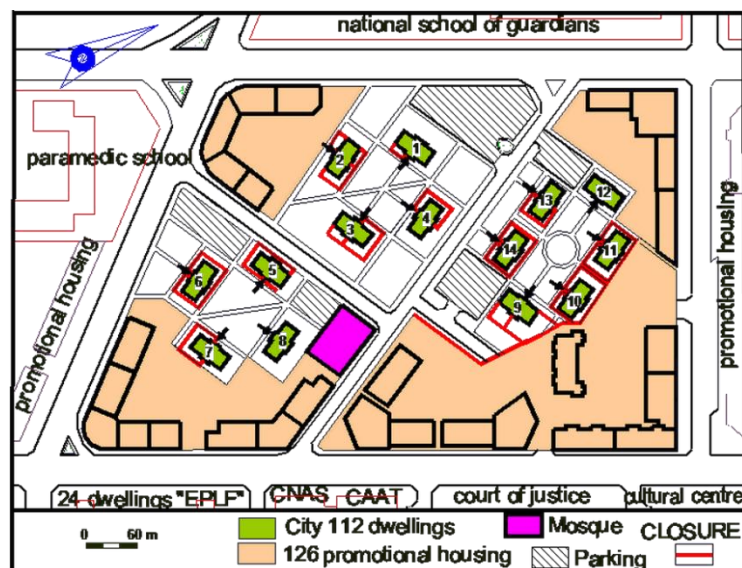 national school of guardians
paramedic school
promotional housing
promotional housing
1
2
3
4
5
6
7
8
9
10
11
12
13
14
24 dwellings "EPLF"
CNAS
CAAT
court of justice
cultural centre
0 60 m
City 112 dwellings
Mosque
CLOSURE
126 promotional housing
Parking